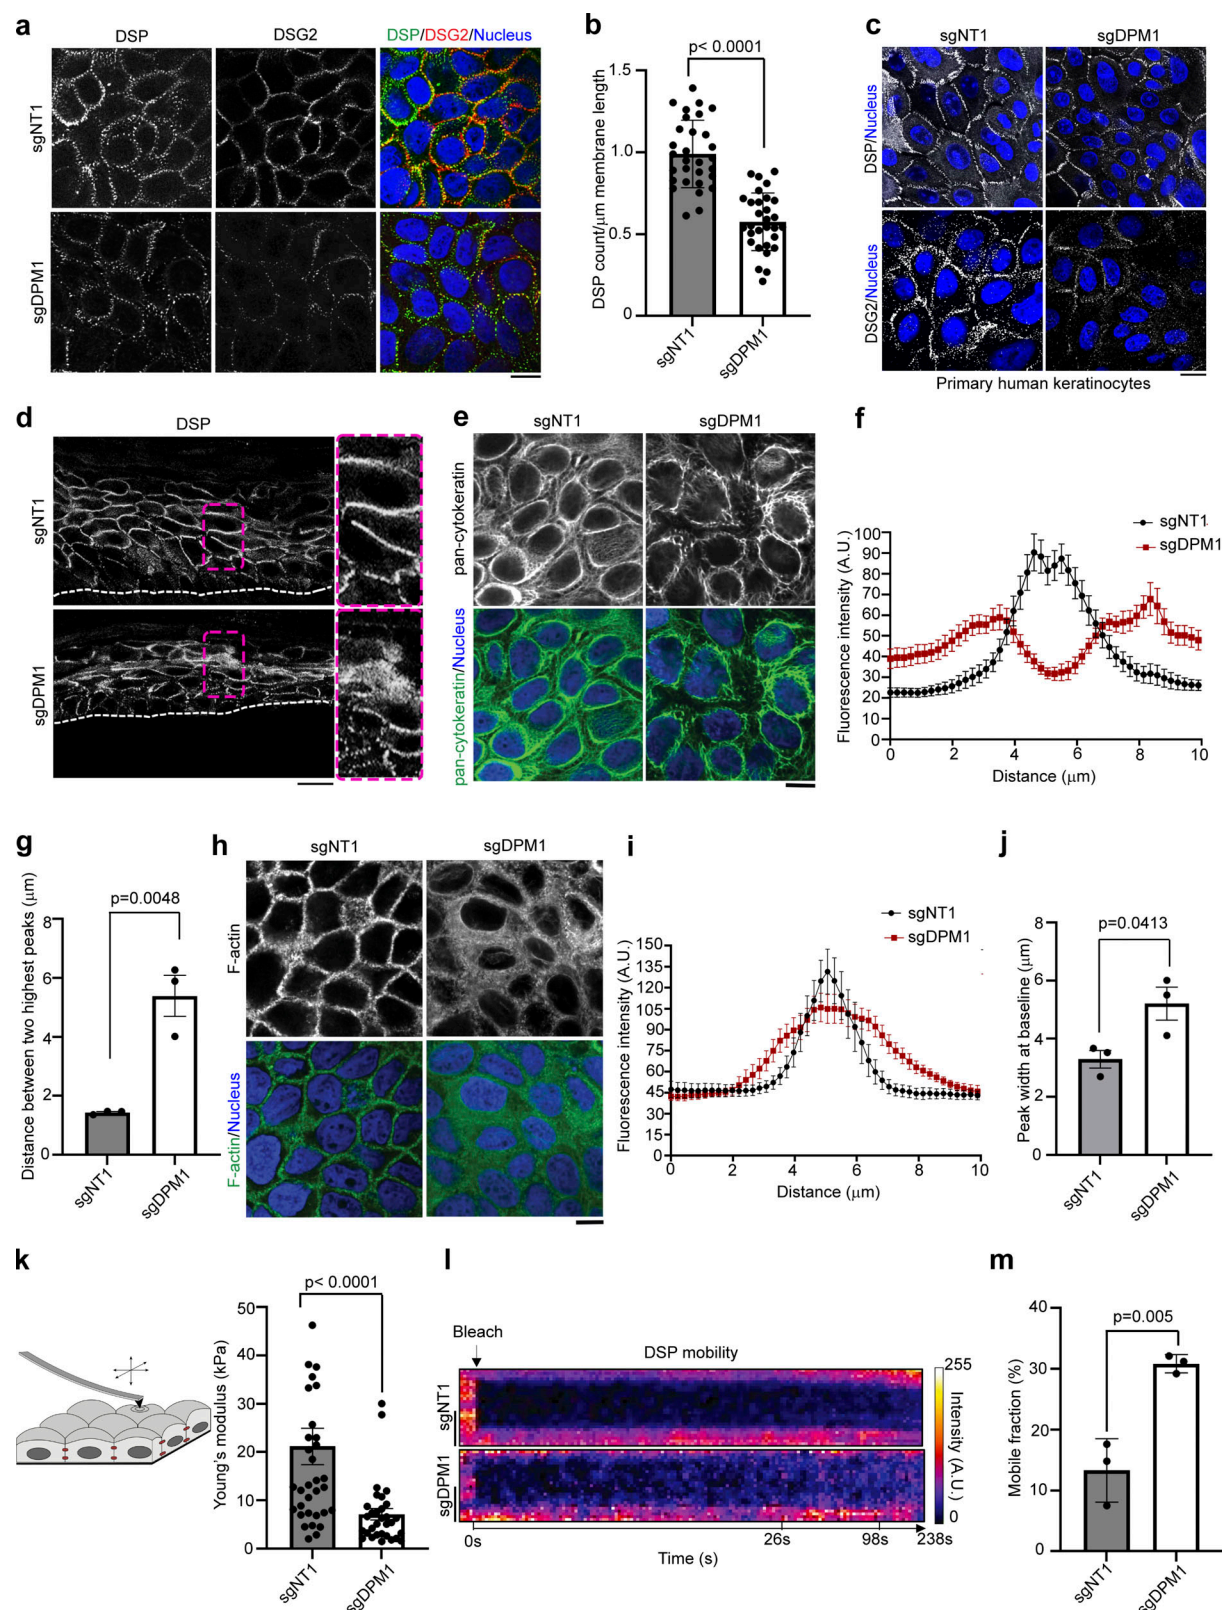 a
DSP
DSG2
DSP/DSG2/Nucleus
sgNT1
sgDPM1
b
p< 0.0001
DSP count/μm membrane length
1.5
1.0
0.5
0
sgNT1
sgDPM1
c
sgNT1
sgDPM1
DSP/Nucleus
DSG2/Nucleus
Primary human keratinocytes
d
DSP
sgNT1
sgDPM1
e
sgNT1
sgDPM1
pan-cytokeratin
pan-cytokeratin/Nucleus
f
sgNT1
sgDPM1
Fluorescence intensity (A.U.)
100
90
80
70
60
50
40
30
20
10
0
0 2 4 6 8 10
Distance (μm)
g
p=0.0048
Distance between two highest peaks (μm)
8
6
4
2
0
sgNT1
sgDPM1
h
sgNT1
sgDPM1
F-actin
F-actin/Nucleus
i
sgNT1
sgDPM1
Fluorescence intensity (A.U.)
150
135
120
105
90
75
60
45
30
15
0
0 2 4 6 8 10
Distance (μm)
j
p=0.0413
Peak width at baseline (μm)
8
6
4
2
0
sgNT1
sgDPM1
k
p< 0.0001
Young's modulus (kPa)
50
40
30
20
10
0
sgNT1
sgDPM1
l
Bleach
DSP mobility
sgNT1
sgDPM1
255
Intensity (A.U.)
0
0s 26s 98s 238s
Time (s)
m
p=0.005
Mobile fraction (%)
40
30
20
10
0
sgNT1
sgDPM1